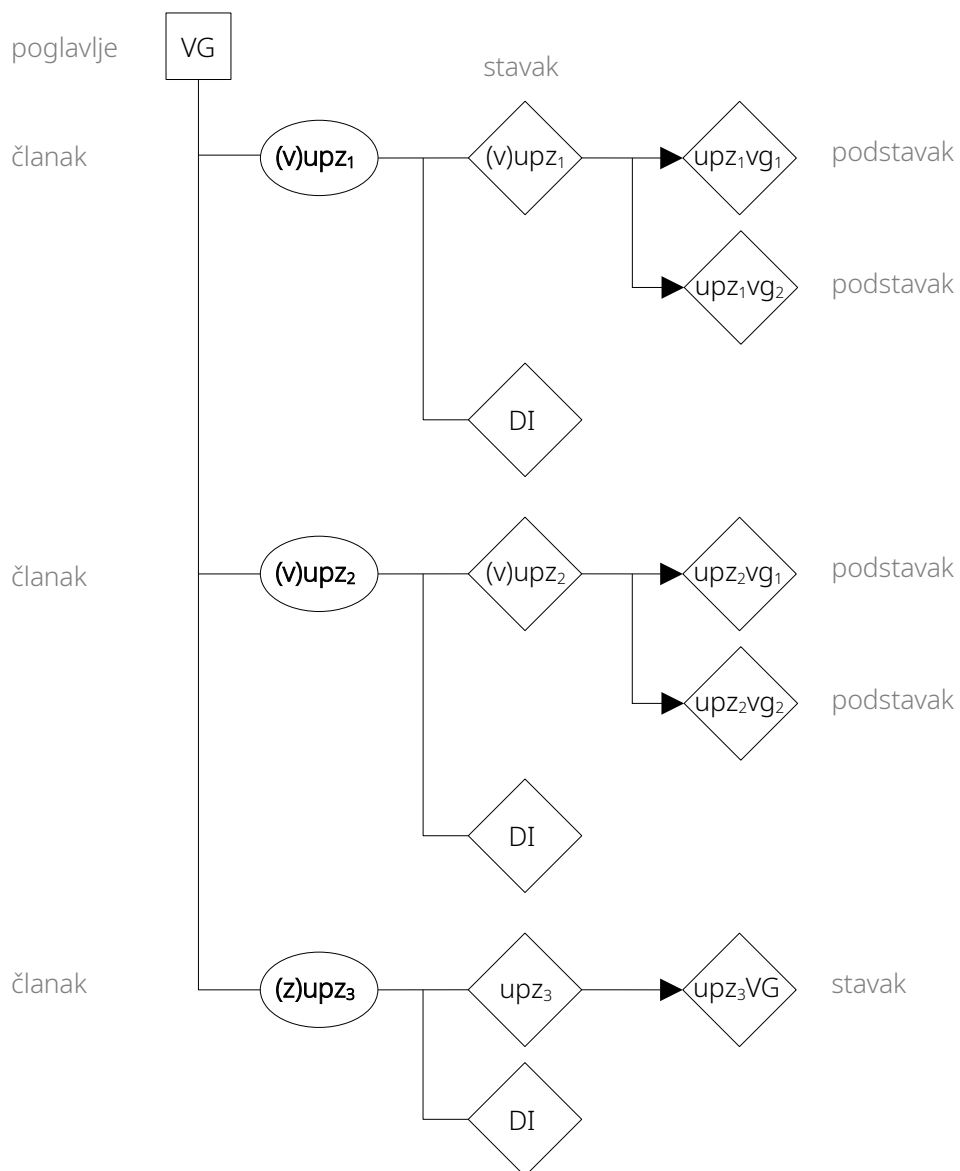 poglavlje
VG
stavak
članak
(v)upz₁
(v)upz₁
upz₁vg₁
podstavak
upz₁vg₂
podstavak
DI
članak
(v)upz₂
(v)upz₂
upz₂vg₁
podstavak
upz₂vg₂
podstavak
DI
članak
(z)upz₃
upz₃
upz₃VG
stavak
DI